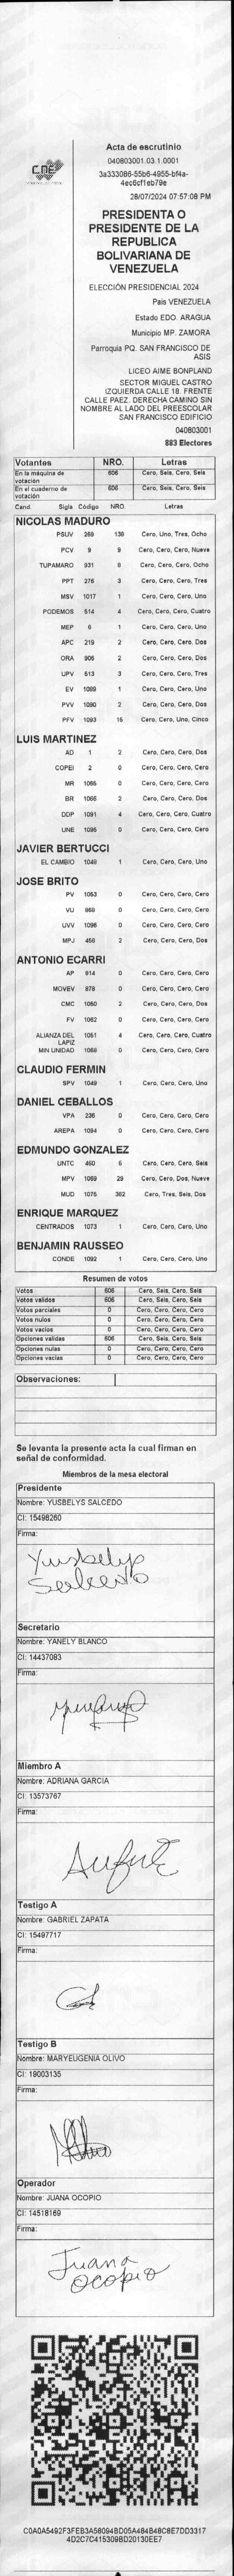 CNE
Acta de escrutinio
040803001.03.1.0001
3a333086-55b6-4955-bf4a-
4ec6cf1eb79e
28/07/2024 07:57:08 PM
PRESIDENTA O
PRESIDENTE DE LA
REPUBLICA
BOLIVARIANA DE
VENEZUELA
ELECCIÓN PRESIDENCIAL 2024
Pais VENEZUELA
Estado EDO. ARAGUA
Municipio MP. ZAMORA
Parroquia PQ. SAN FRANCISCO DE
ASIS
LICEO AIME BONPLAND
SECTOR MIGUEL CASTRO
IZQUIERDA CALLE 18. FRENTE
CALLE PAEZ. DERECHA CAMINO SIN
NOMBRE AL LADO DEL PREESCOLAR
SAN FRANCISCO EDIFICIO
040803001
883 Electores
Votantes NRO. Letras
En la máquina de votación 606 Cero, Seis, Cero, Seis
En el cuaderno de votación 606 Cero, Seis, Cero, Seis
Cand. Sigla Código NRO. Letras
NICOLAS MADURO
PSUV 269 138 Cero, Uno, Tres, Ocho
PCV 9 9 Cero, Cero, Cero, Nueve
TUPAMARO 931 8 Cero, Cero, Cero, Ocho
PPT 276 3 Cero, Cero, Cero, Tres
MSV 1017 1 Cero, Cero, Cero, Uno
PODEMOS 514 4 Cero, Cero, Cero, Cuatro
MEP 6 1 Cero, Cero, Cero, Uno
APC 219 2 Cero, Cero, Cero, Dos
ORA 906 2 Cero, Cero, Cero, Dos
UPV 513 3 Cero, Cero, Cero, Tres
EV 1089 1 Cero, Cero, Cero, Uno
PVV 1090 2 Cero, Cero, Cero, Dos
PFV 1093 15 Cero, Cero, Uno, Cinco
LUIS MARTINEZ
AD 1 2 Cero, Cero, Cero, Dos
COPEI 2 0 Cero, Cero, Cero, Cero
MR 1065 0 Cero, Cero, Cero, Cero
BR 1066 2 Cero, Cero, Cero, Dos
DDP 1091 4 Cero, Cero, Cero, Cuatro
UNE 1095 0 Cero, Cero, Cero, Cero
JAVIER BERTUCCI
EL CAMBIO 1048 1 Cero, Cero, Cero, Uno
JOSE BRITO
PV 1053 0 Cero, Cero, Cero, Cero
VU 968 0 Cero, Cero, Cero, Cero
UVV 1096 0 Cero, Cero, Cero, Cero
MPJ 459 2 Cero, Cero, Cero, Dos
ANTONIO ECARRI
AP 914 0 Cero, Cero, Cero, Cero
MOVEV 978 0 Cero, Cero, Cero, Cero
CMC 1050 2 Cero, Cero, Cero, Dos
FV 1062 0 Cero, Cero, Cero, Cero
ALIANZA DEL 1051 4 Cero, Cero, Cero, Cuatro
LAPIZ
MIN UNIDAD 1068 0 Cero, Cero, Cero, Cero
CLAUDIO FERMIN
SPV 1049 1 Cero, Cero, Cero, Uno
DANIEL CEBALLOS
VPA 236 0 Cero, Cero, Cero, Cero
AREPA 1094 0 Cero, Cero, Cero, Cero
EDMUNDO GONZALEZ
UNTC 460 6 Cero, Cero, Cero, Seis
MPV 1069 29 Cero, Cero, Dos, Nueve
MUD 1076 362 Cero, Tres, Seis, Dos
ENRIQUE MARQUEZ
CENTRADOS 1073 1 Cero, Cero, Cero, Uno
BENJAMIN RAUSSEO
CONDE 1092 1 Cero, Cero, Cero, Uno
Resumen de votos
Votos 606 Cero, Seis, Cero, Seis
Votos validos 606 Cero, Seis, Cero, Seis
Votos parciales 0 Cero, Cero, Cero, Cero
Votos nulos 0 Cero, Cero, Cero, Cero
Votos vacios 0 Cero, Cero, Cero, Cero
Opciones validas 606 Cero, Seis, Cero, Seis
Opciones nulas 0 Cero, Cero, Cero, Cero
Opciones vacias 0 Cero, Cero, Cero, Cero
Observaciones:
Se levanta la presente acta la cual firman en
señal de conformidad.
Miembros de la mesa electoral
Presidente
Nombre: YUSBELYS SALCEDO
CI: 15498260
Firma:
Yusbelys
Salcedo
Secretario
Nombre: YANELY BLANCO
CI: 14437083
Firma:
Miembro A
Nombre: ADRIANA GARCIA
CI: 13573767
Firma:
Testigo A
Nombre: GABRIEL ZAPATA
CI: 15497717
Firma:
Testigo B
Nombre: MARYEUGENIA OLIVO
CI: 19003135
Firma:
Operador
Nombre: JUANA OCOPIO
CI: 14518169
Firma:
Juana
Ocopio
C0A0A5492F3FEB3A58094BD05A484B48C8E7DD3317
4D2C7C415309BD20130EE7